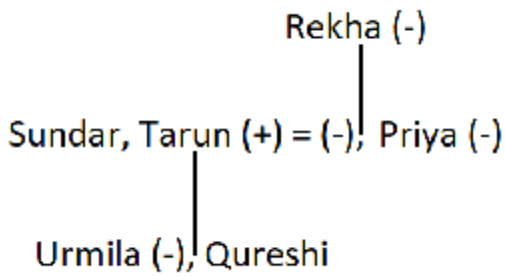 Rekha (-)
Sundar, Tarun (+) = (-), Priya (-)
Urmila (-), Qureshi